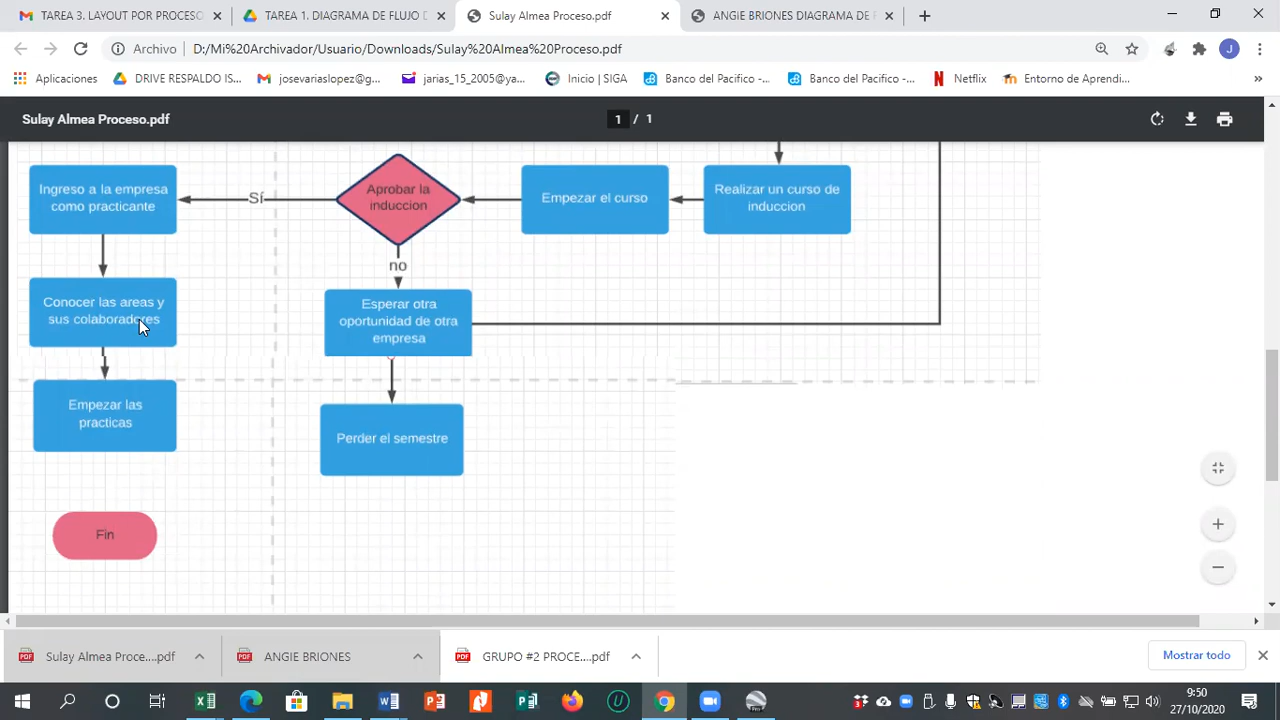 TAREA 3. LAYOUT POR PROCESO
TAREA 1. DIAGRAMA DE FLUJO D
Sulay Almea Proceso.pdf
ANGIE BRIONES DIAGRAMA DE F
Archivo
D:/Mi%20Archivador/Usuario/Downloads/Sulay%20Almea%20Proceso.pdf
J
Aplicaciones
DRIVE RESPALDO IS...
josevariaslopez@g...
jarias_15_2005@ya...
Inicio | SIGA
Banco del Pacifico -...
Banco del Pacifico -...
Netflix
Entorno de Aprendi...
»
Sulay Almea Proceso.pdf
1 / 1
Ingreso a la empresa
como practicante
Sí
Aprobar la
induccion
Empezar el curso
Realizar un curso de
induccion
no
Conocer las areas y
sus colaboradores
Esperar otra
oportunidad de otra
empresa
Empezar las
practicas
Perder el semestre
Fin
Sulay Almea Proce....pdf
ANGIE BRIONES
GRUPO #2 PROCE....pdf
Mostrar todo
9:50
27/10/2020